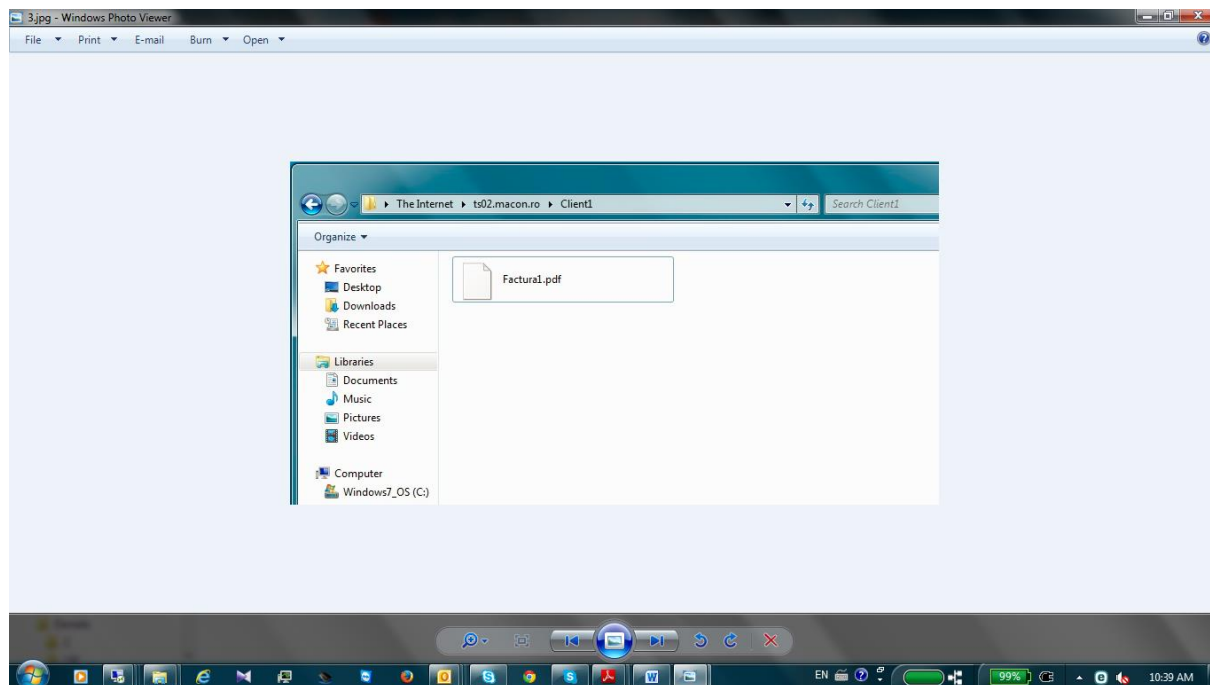 3.jpg - Windows Photo Viewer
File Print E-mail Burn Open
The Internet ts02.macon.ro Client1 Search Client1
Organize
Favorites
Desktop
Downloads
Recent Places
Factura1.pdf
Libraries
Documents
Music
Pictures
Videos
Computer
Windows7_OS (C:)
EN 99% 10:39 AM